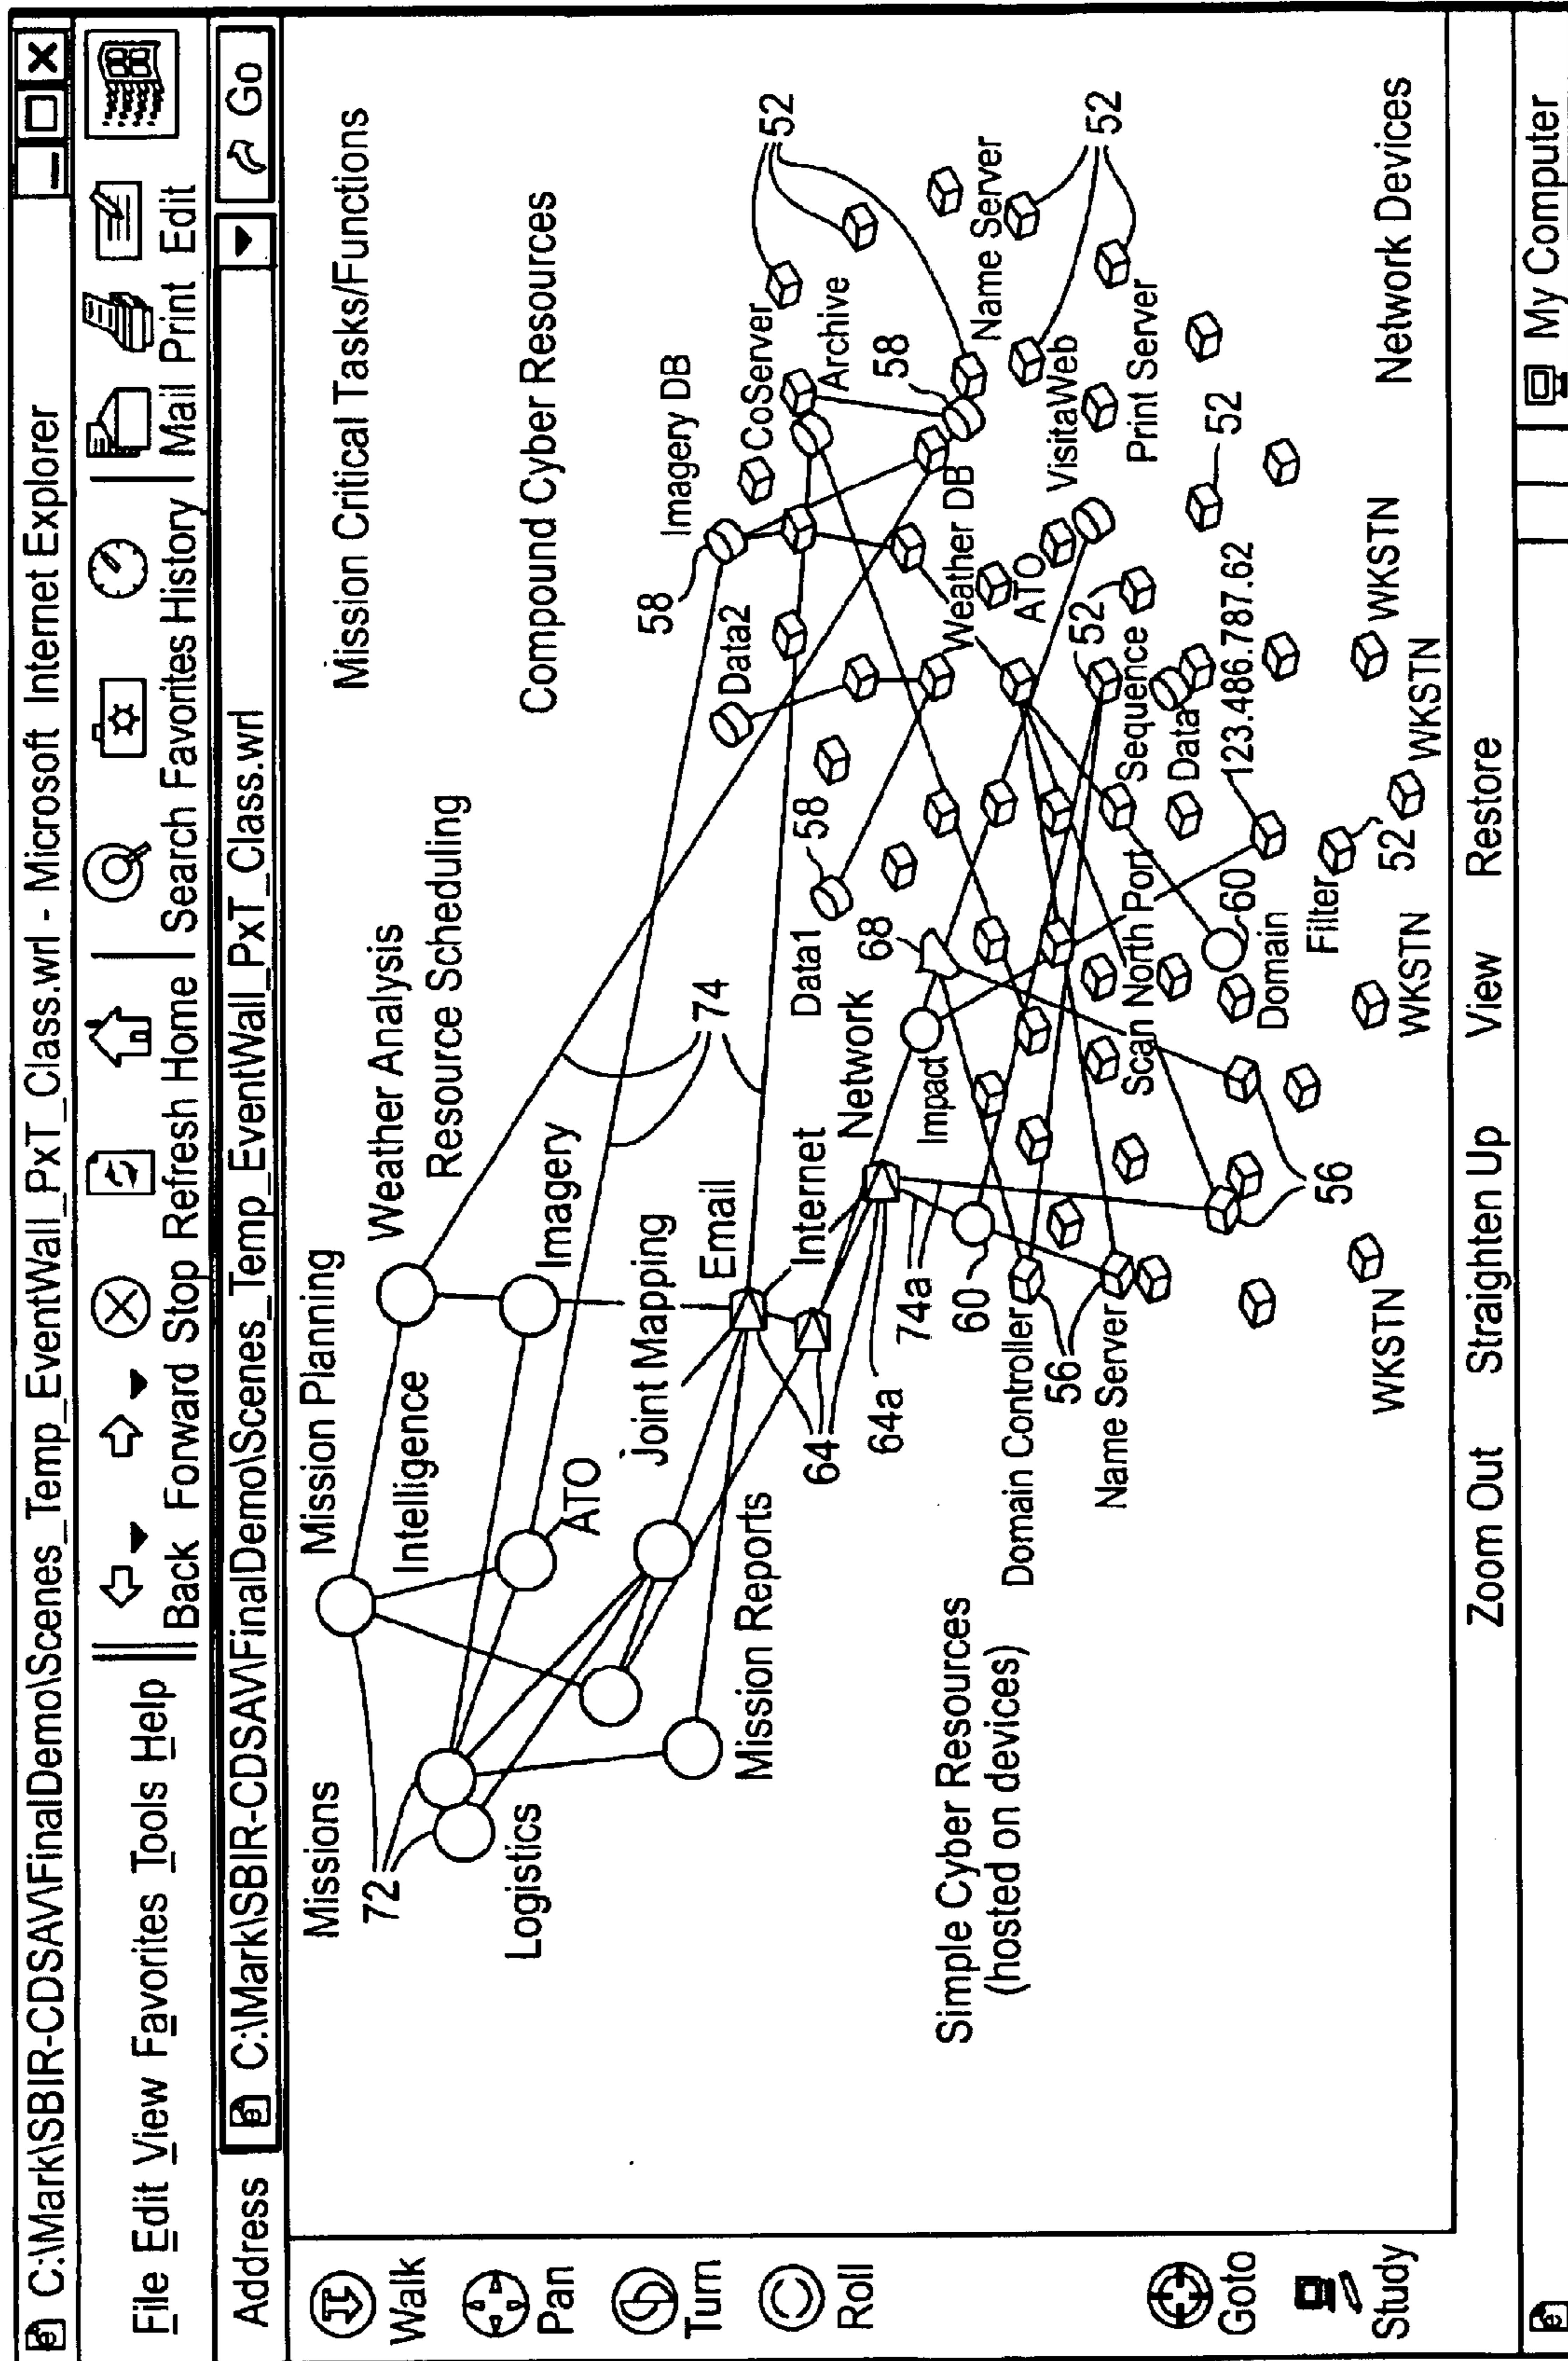 C:\Mark\SBIR-CDSAV\FinalDemo\Scenes_Temp_EventWall_PxT_Class.wrl - Microsoft Internet Explorer
File Edit View Favorites Tools Help
Back Forward Stop Refresh Home Search Favorites History Mail Print Edit
Address C:\Mark\SBIR-CDSAV\FinalDemo\Scenes_Temp_EventWall_PxT_Class.wrl Go
Walk
Pan
Turn
Roll
Goto
Study
Missions
Mission Planning
Mission Critical Tasks/Functions
72
Weather Analysis
Intelligence
Resource Scheduling
Logistics
Imagery
ATO
Compound Cyber Resources
Joint Mapping
74
58
Imagery DB
Email
Data2
CoServer
52
Mission Reports
Internet
Data1
58
Archive
64
Network
68
58
64a
Impact
Weather DB
Name Server
74a
Simple Cyber Resources
(hosted on devices)
60
ATO
VisitaWeb
Domain Controller
52
52
56
Name Server
Scan North Port
Sequence
Print Server
Data
60
123.486.787.62
52
Domain
Filter
56
52
WKSTN
WKSTN
WKSTN
WKSTN
Network Devices
Zoom Out Straighten Up View Restore
My Computer